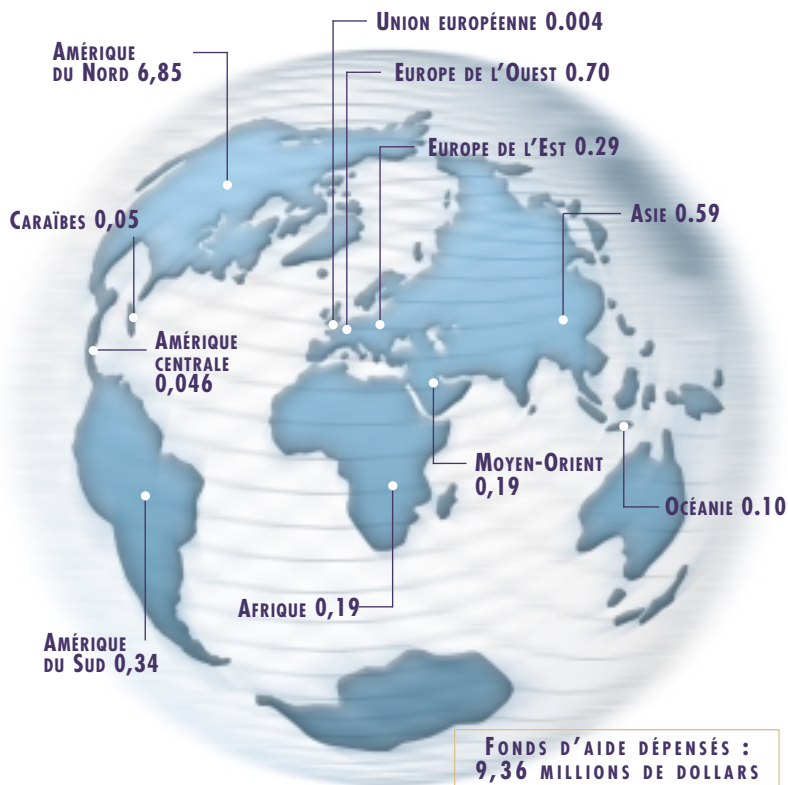 Union européenne 0.004
Amérique
du Nord 6,85
Europe de l'Ouest 0.70
Europe de l'Est 0.29
Caraïbes 0,05
Asie 0.59
Amérique
centrale
0,046
Moyen-Orient
0,19
Océanie 0.10
Afrique 0,19
Amérique
du Sud 0,34
Fonds d'aide dépensés :
9,36 millions de dollars